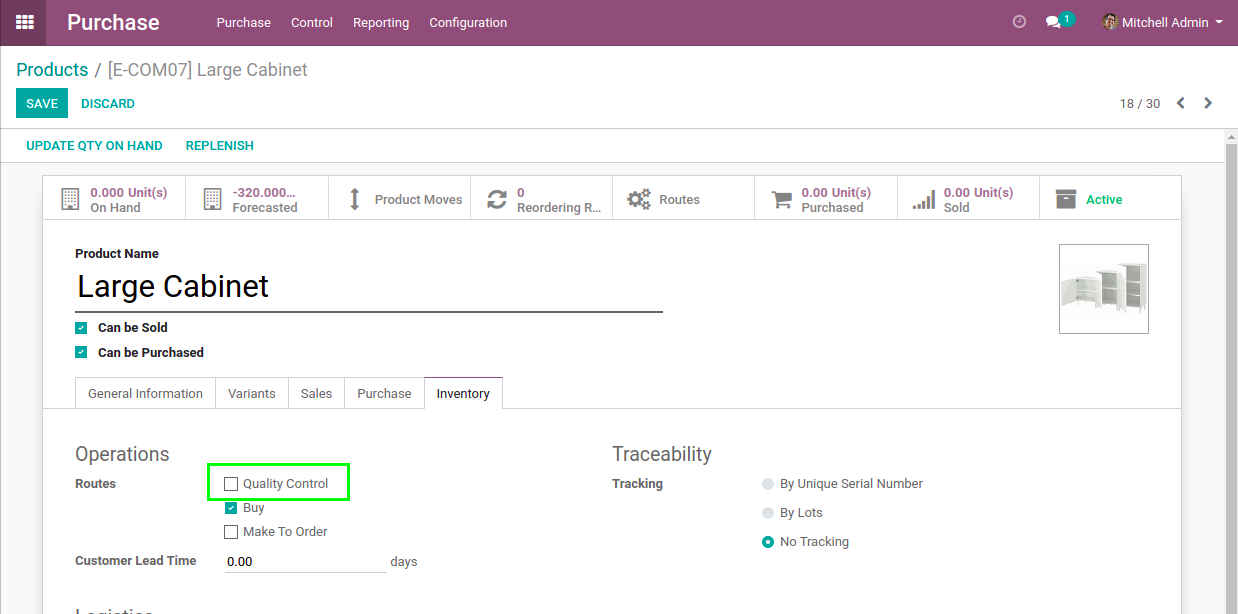 Purchase Purchase Control Reporting Configuration 1 Mitchell Admin
Products / [E-COM07] Large Cabinet
SAVE DISCARD 18 / 30
UPDATE QTY ON HAND REPLENISH
0.000 Unit(s) On Hand
-320.000... Forecasted
Product Moves
0 Reordering R...
Routes
0.00 Unit(s) Purchased
0.00 Unit(s) Sold
Active
Product Name
Large Cabinet
Can be Sold
Can be Purchased
General Information Variants Sales Purchase Inventory
Operations
Routes Quality Control
Buy
Make To Order
Customer Lead Time 0.00 days
Traceability
Tracking By Unique Serial Number
By Lots
No Tracking